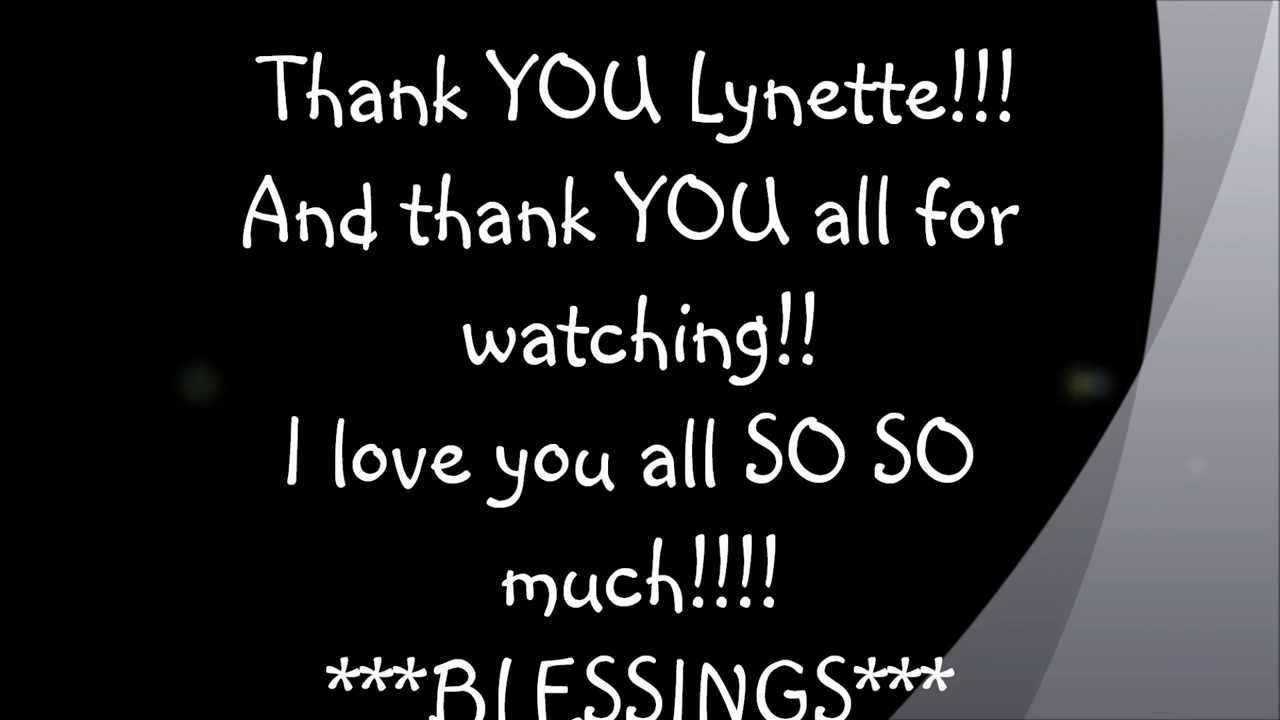 Thank YOU Lynette!!!
And thank YOU all for
watching!!
I love you all SO SO
much!!!!
***BLESSINGS***